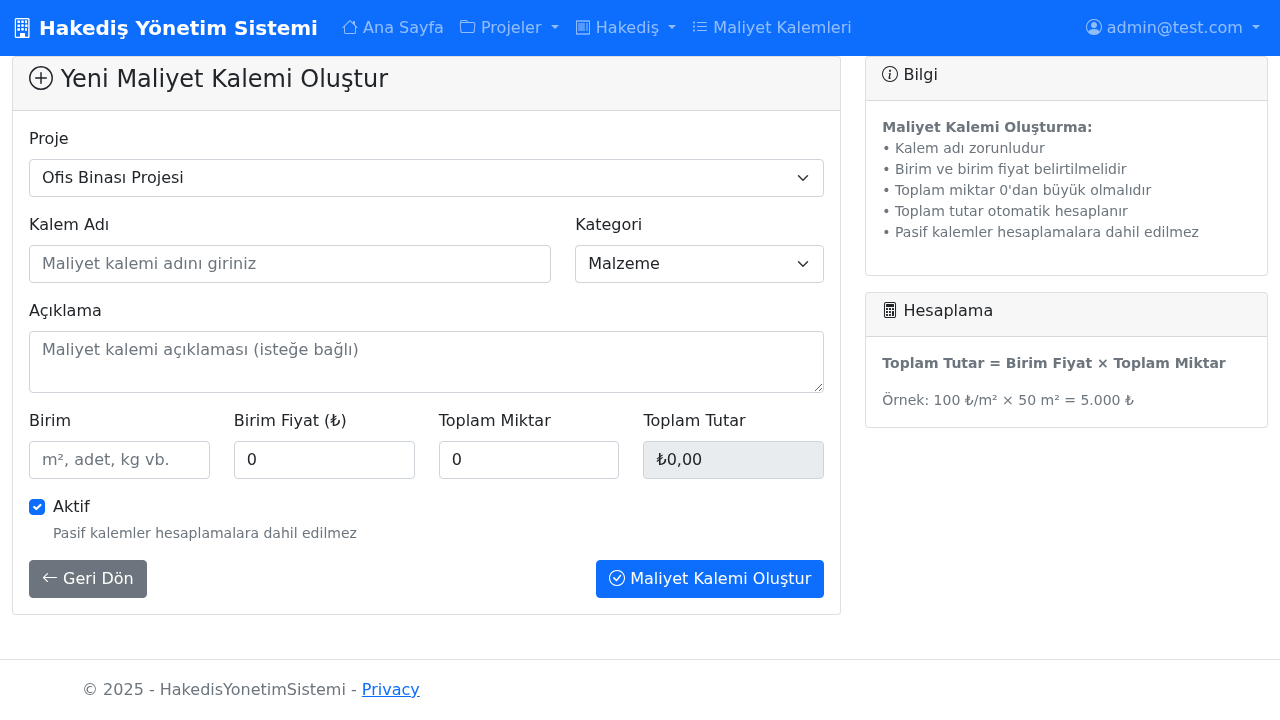 Hakediş Yönetim Sistemi Ana Sayfa Projeler Hakediş Maliyet Kalemleri admin@test.com
Yeni Maliyet Kalemi Oluştur
Proje
Ofis Binası Projesi
Kalem Adı Kategori
Maliyet kalemi adını giriniz Malzeme
Açıklama
Maliyet kalemi açıklaması (isteğe bağlı)
Birim Birim Fiyat (₺) Toplam Miktar Toplam Tutar
m², adet, kg vb. 0 0 ₺0,00
Aktif
Pasif kalemler hesaplamalara dahil edilmez
Geri Dön Maliyet Kalemi Oluştur
Bilgi
Maliyet Kalemi Oluşturma:
• Kalem adı zorunludur
• Birim ve birim fiyat belirtilmelidir
• Toplam miktar 0'dan büyük olmalıdır
• Toplam tutar otomatik hesaplanır
• Pasif kalemler hesaplamalara dahil edilmez
Hesaplama
Toplam Tutar = Birim Fiyat × Toplam Miktar
Örnek: 100 ₺/m² × 50 m² = 5.000 ₺
© 2025 - HakedisYonetimSistemi - Privacy